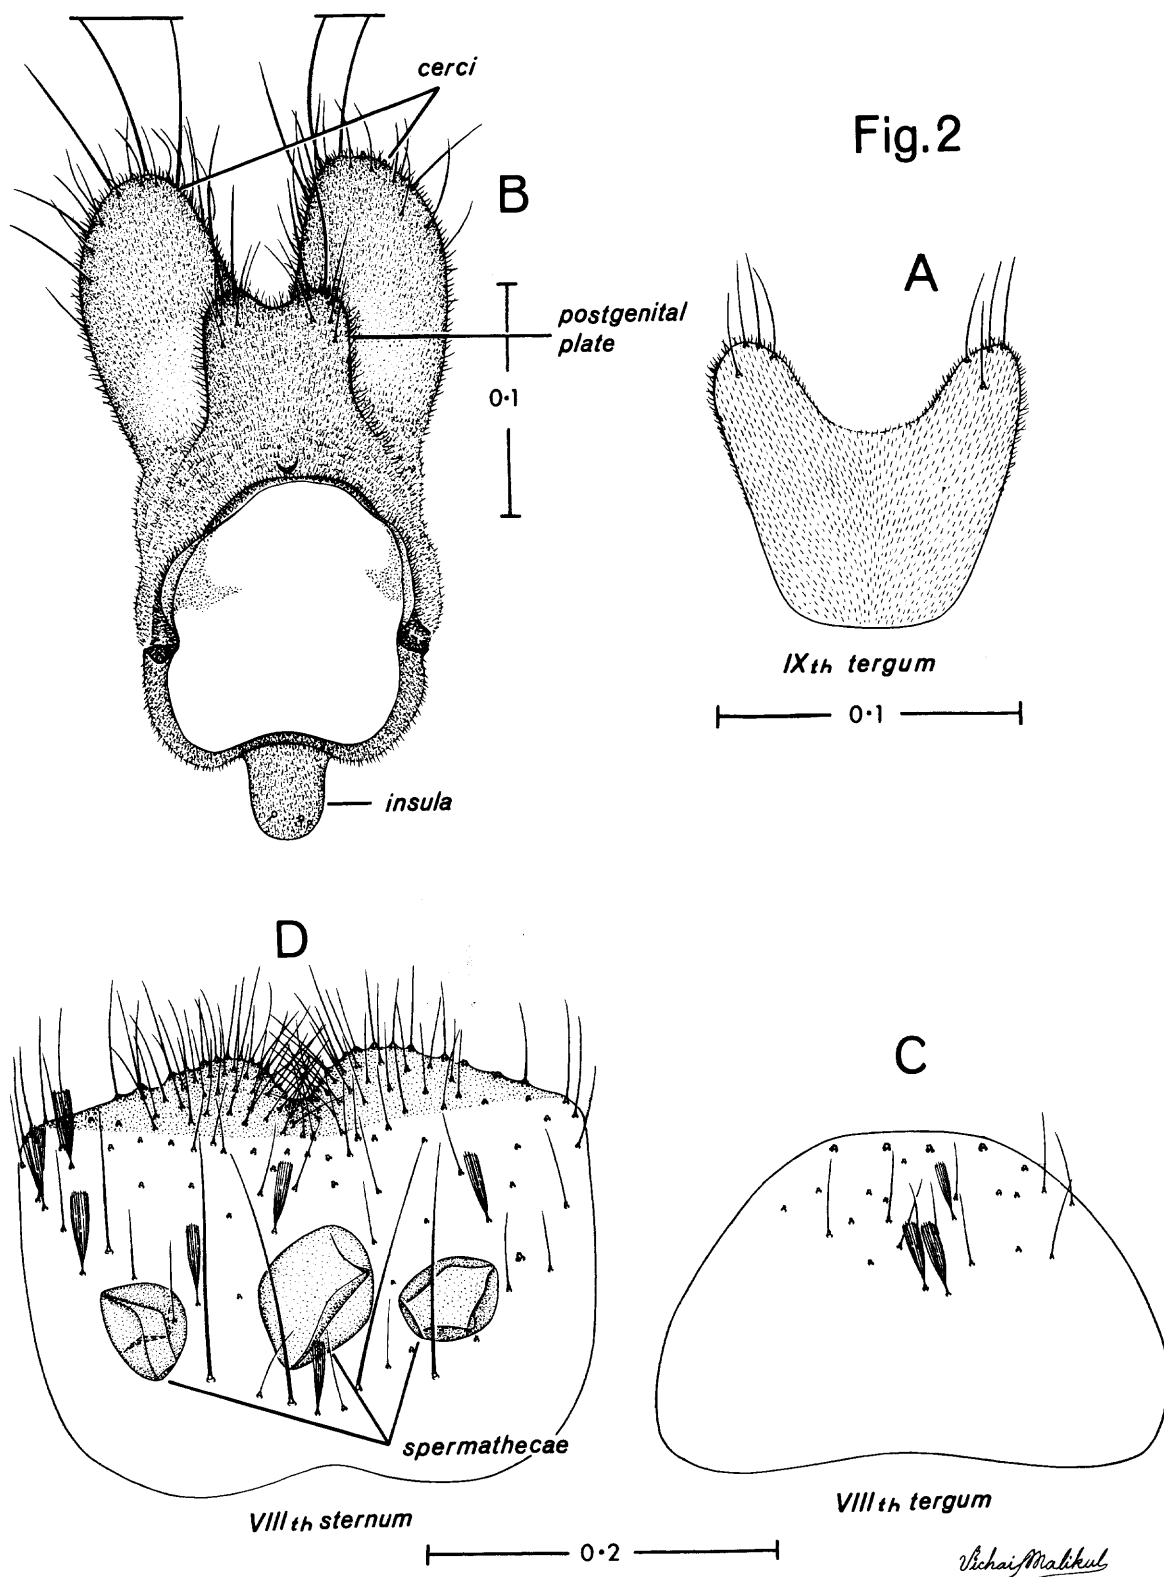 cerci
Fig.2
B
A
postgenital
plate
0·1
IXth tergum
0·1
insula
D
C
spermathecae
VIIIth sternum
VIIIth tergum
0·2
Vichai Malikul